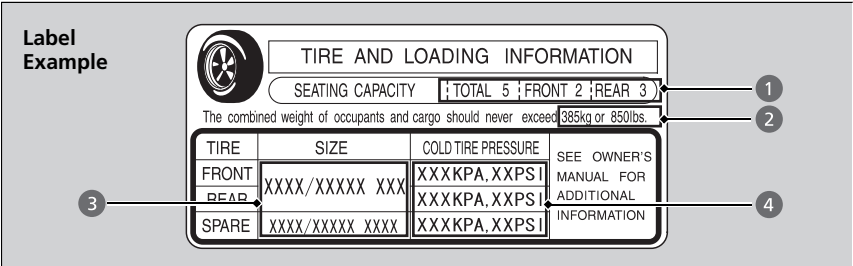 Label
Example
TIRE AND LOADING INFORMATION
SEATING CAPACITY TOTAL 5 FRONT 2 REAR 3
1
The combined weight of occupants and cargo should never exceed 385kg or 850lbs.
2
TIRE SIZE COLD TIRE PRESSURE
SEE OWNER'S
MANUAL FOR
ADDITIONAL
INFORMATION
FRONT XXXX/XXXXX XXX XXXKPA,XXPSI
REAR XXXKPA,XXPSI
SPARE XXXX/XXXXX XXXX XXXKPA,XXPSI
3
4